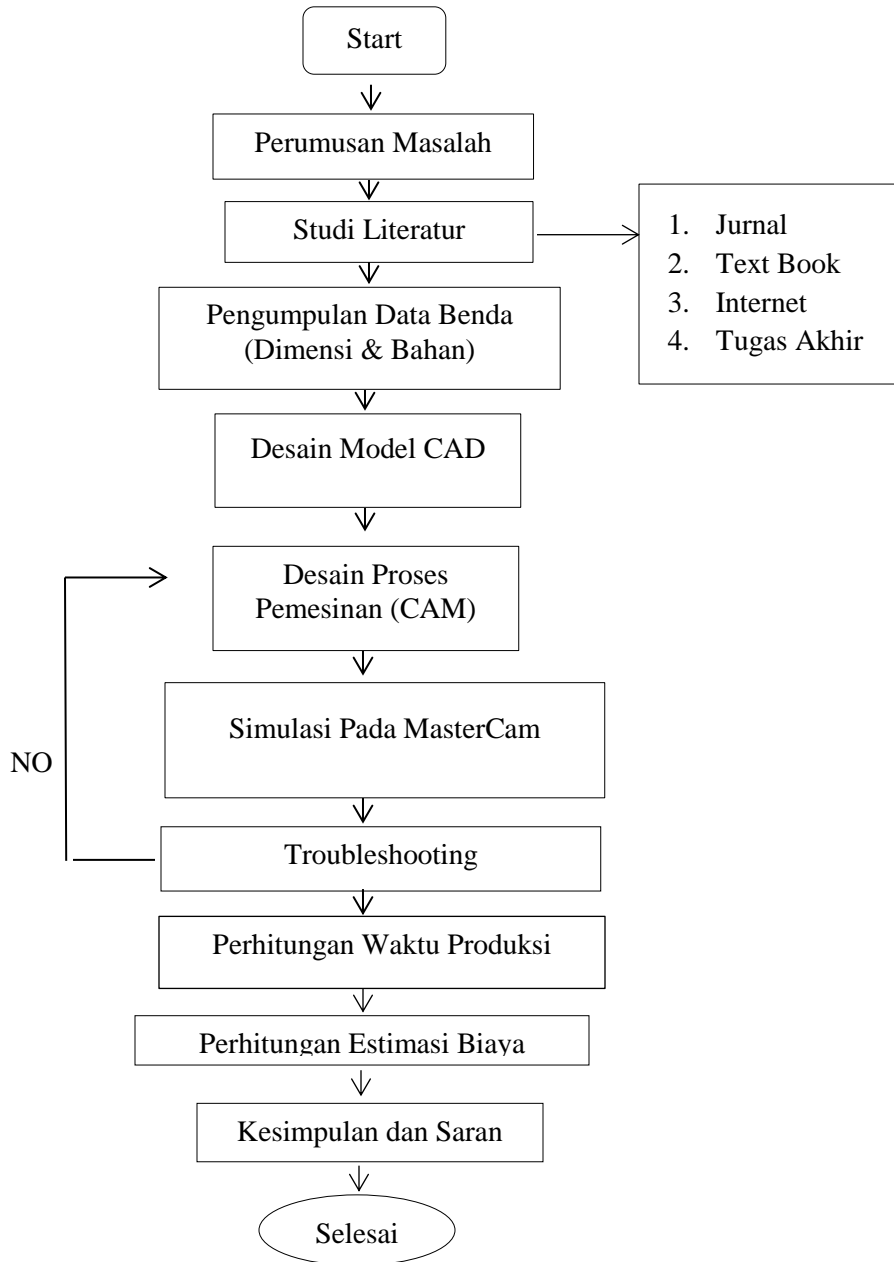 Start
Perumusan Masalah
Studi Literatur
1. Jurnal
2. Text Book
3. Internet
4. Tugas Akhir
Pengumpulan Data Benda
(Dimensi & Bahan)
Desain Model CAD
Desain Proses
Pemesinan (CAM)
Simulasi Pada MasterCam
NO
Troubleshooting
Perhitungan Waktu Produksi
Perhitungan Estimasi Biaya
Kesimpulan dan Saran
Selesai